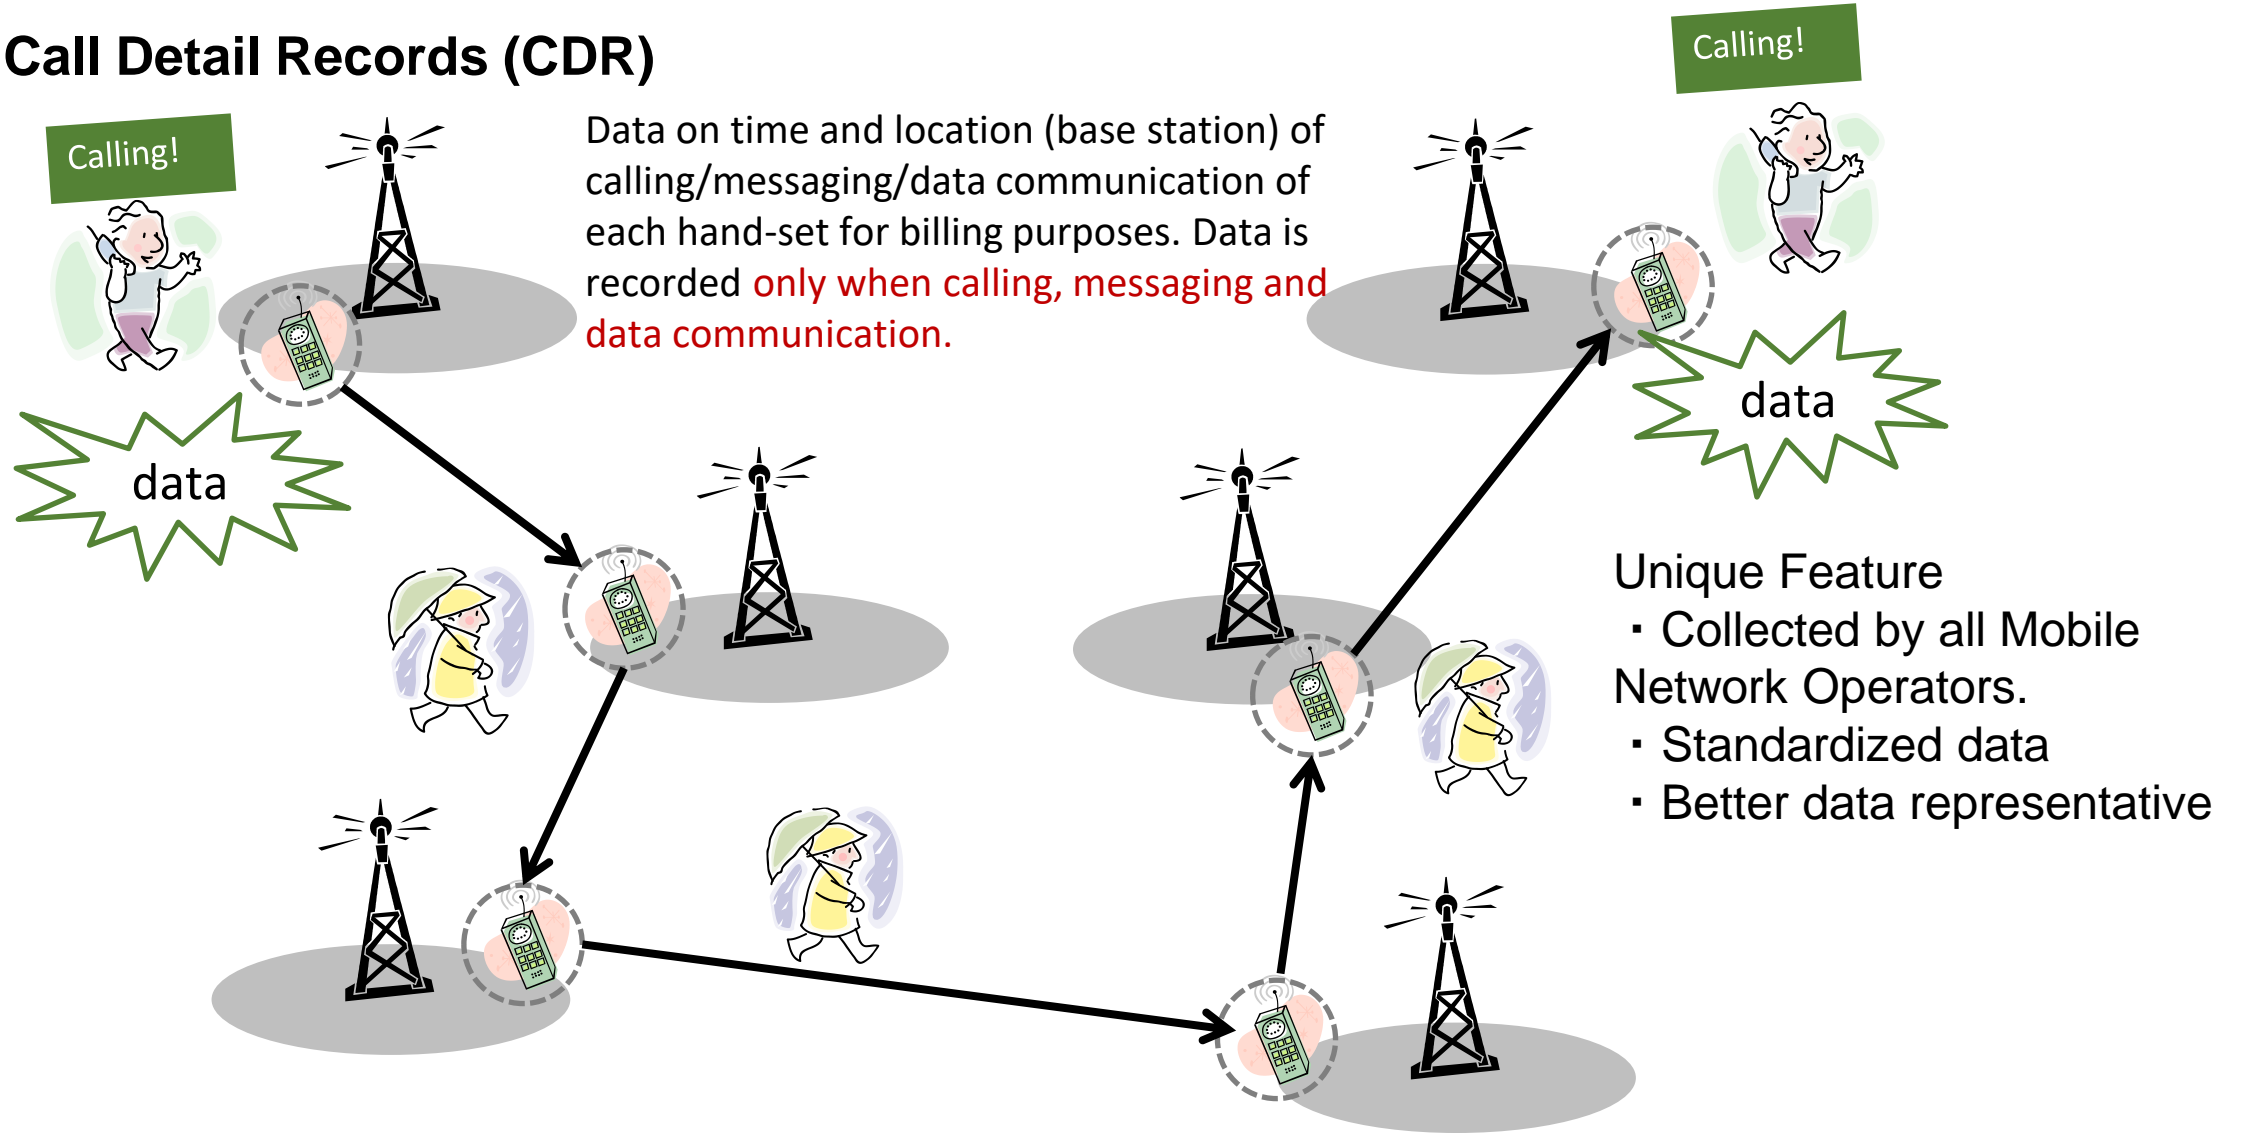 Call Detail Records (CDR)
Calling!
Data on time and location (base station) of
calling/messaging/data communication of
each hand-set for billing purposes. Data is
recorded only when calling, messaging and
data communication.
Calling!
data
data
Unique Feature
・Collected by all Mobile
Network Operators.
・Standardized data
・Better data representative